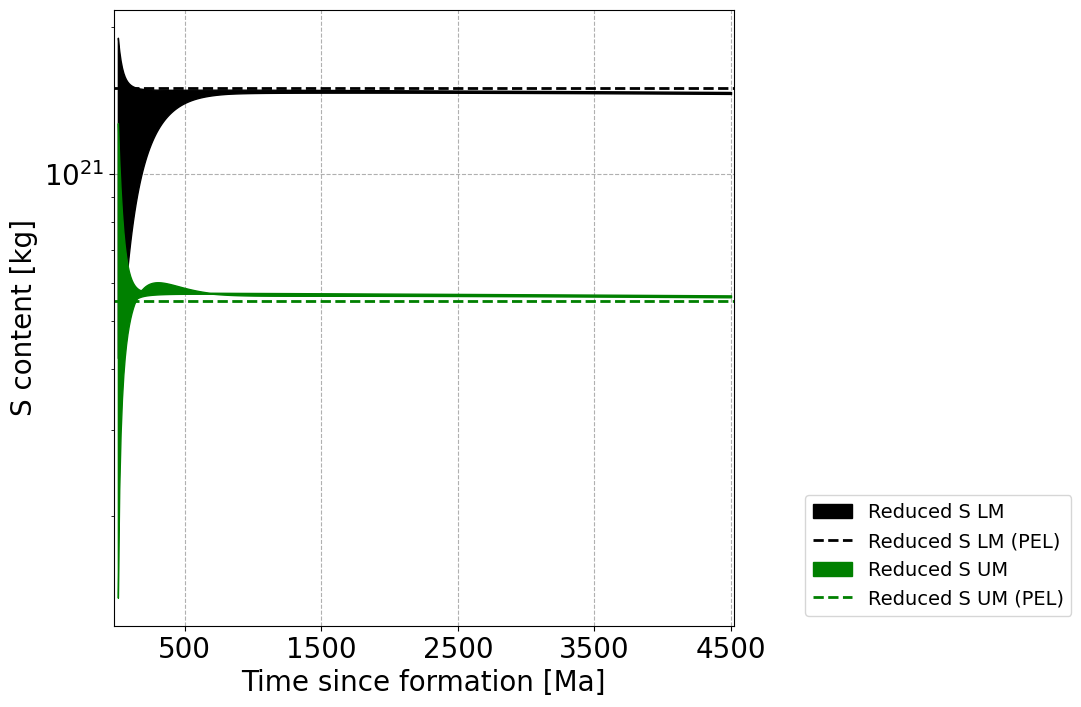 S content [kg]
10^21
500 1500 2500 3500 4500
Time since formation [Ma]
Reduced S LM
Reduced S LM (PEL)
Reduced S UM
Reduced S UM (PEL)